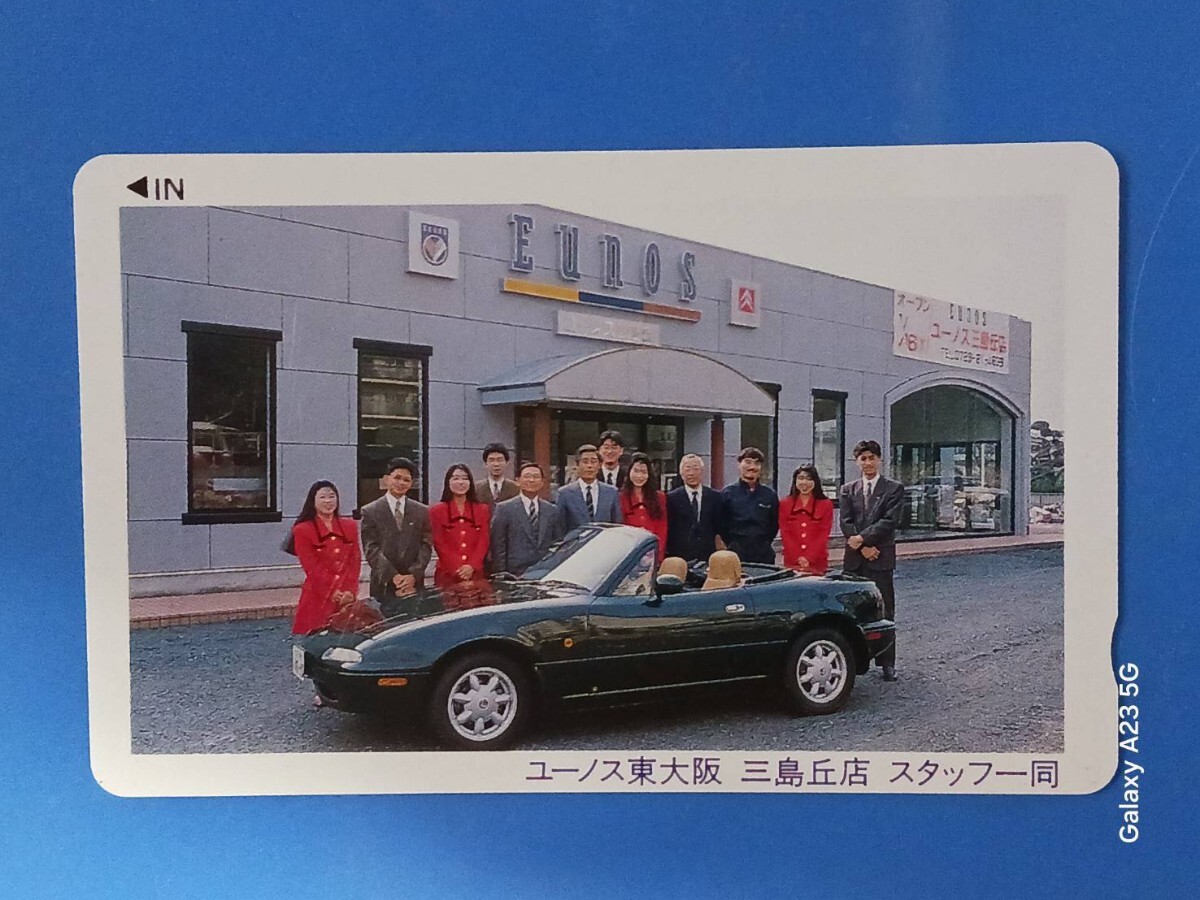 ◀IN
EUNOS
オープン
EUNOS
ユーノス三島丘店
ユーノス東大阪 三島丘店 スタッフ一同
Galaxy A23 5G